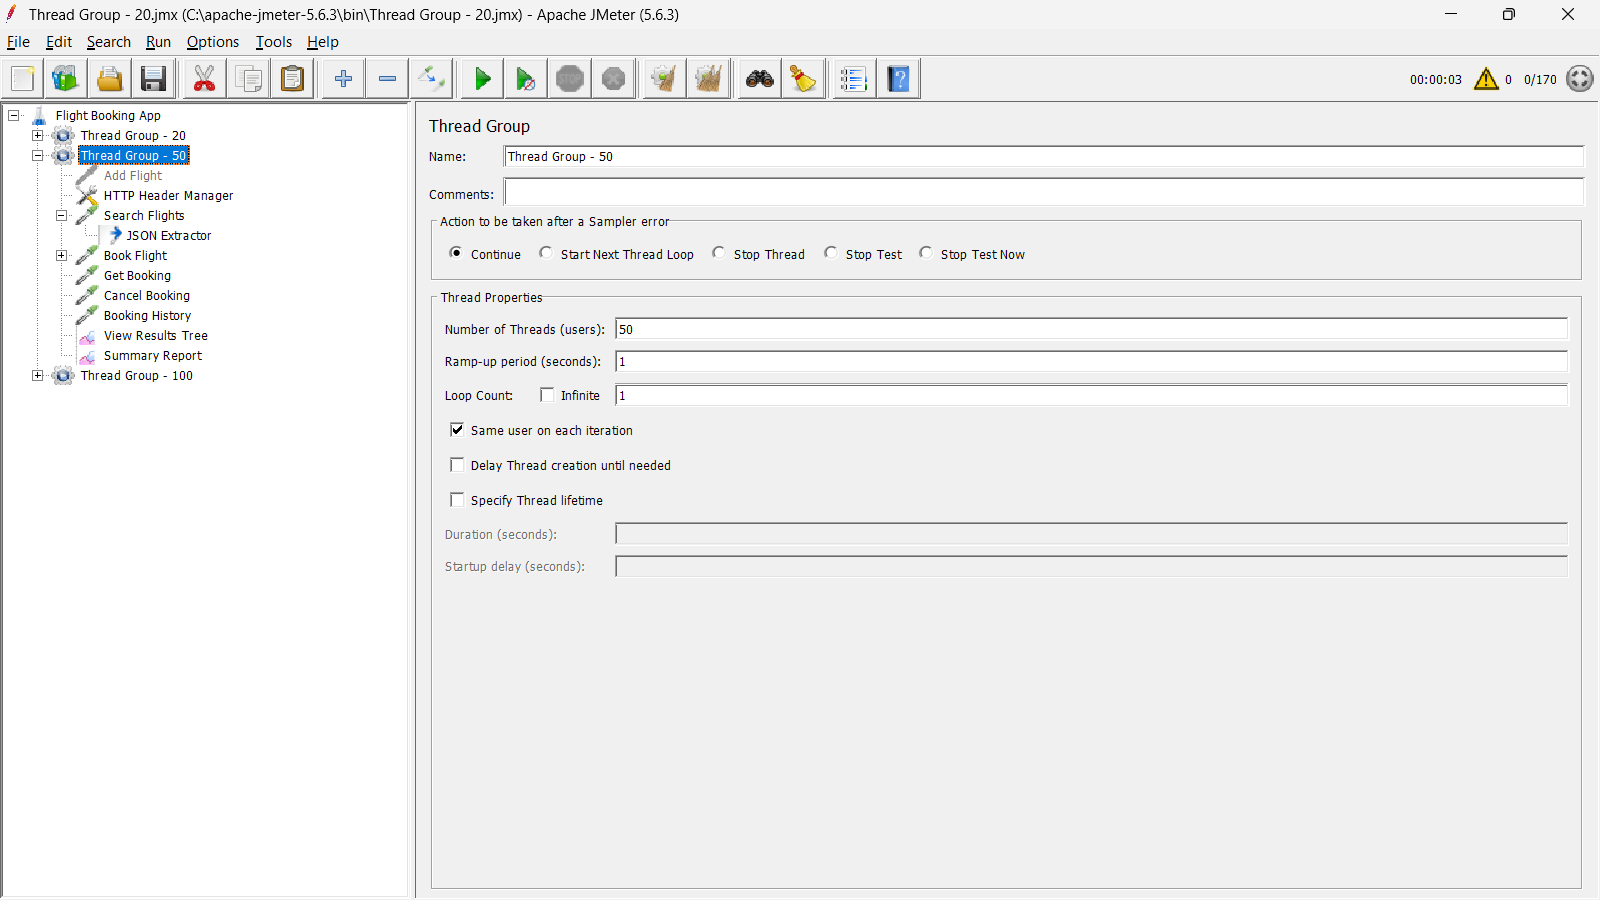 Thread Group - 20.jmx (C:\apache-jmeter-5.6.3\bin\Thread Group - 20.jmx) - Apache JMeter (5.6.3)
File Edit Search Run Options Tools Help
STOP
00:00:03 0 0/170
Flight Booking App
Thread Group - 20
Thread Group - 50
Add Flight
HTTP Header Manager
Search Flights
JSON Extractor
Book Flight
Get Booking
Cancel Booking
Booking History
View Results Tree
Summary Report
Thread Group - 100
Thread Group
Name: Thread Group - 50
Comments:
Action to be taken after a Sampler error
Continue Start Next Thread Loop Stop Thread Stop Test Stop Test Now
Thread Properties
Number of Threads (users): 50
Ramp-up period (seconds): 1
Loop Count: Infinite 1
Same user on each iteration
Delay Thread creation until needed
Specify Thread lifetime
Duration (seconds):
Startup delay (seconds):